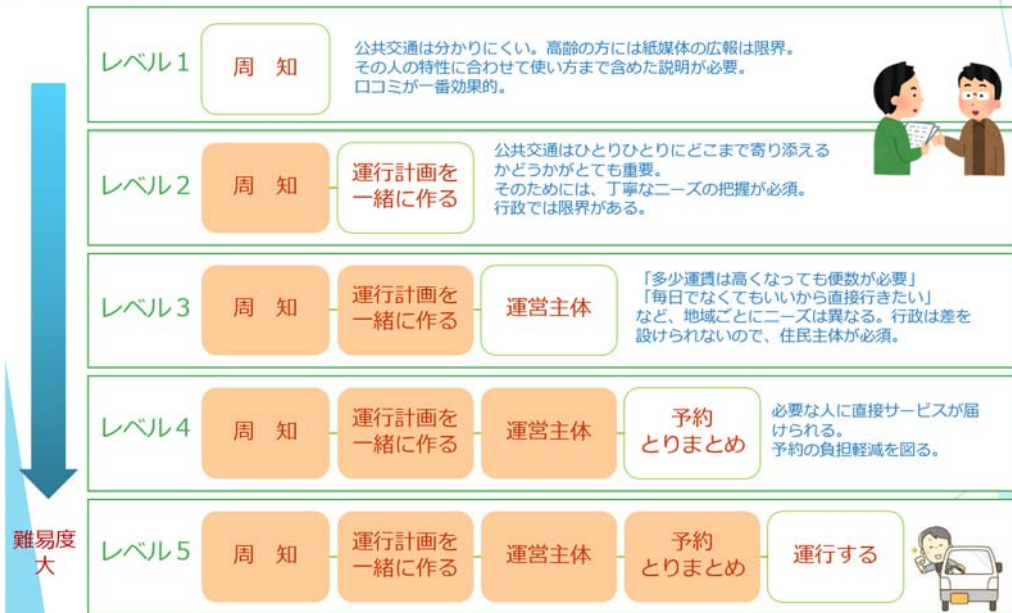 レベル1
周 知
公共交通は分かりにくい。高齢の方には紙媒体の広報は限界。
その人の特性に合わせて使い方まで含めた説明が必要。
口コミが一番効果的。
レベル2
周 知
運行計画を
一緒に作る
公共交通はひとりひとりにどこまで寄り添える
かどうかがとても重要。
そのためには、丁寧なニーズの把握が必須。
行政では限界がある。
レベル3
周 知
運行計画を
一緒に作る
運営主体
「多少運賃は高くなっても便数が必要」
「毎日でなくてもいいから直接行きたい」
など、地域ごとにニーズは異なる。行政は差を
設けられないので、住民主体が必須。
レベル4
周 知
運行計画を
一緒に作る
運営主体
予約
とりまとめ
必要な人に直接サービスが届
けられる。
予約の負担軽減を図る。
難易度
大
レベル5
周 知
運行計画を
一緒に作る
運営主体
予約
とりまとめ
運行する